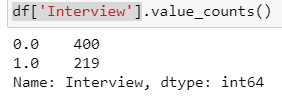 df['Interview'].value_counts()
0.0    400
1.0    219
Name: Interview, dtype: int64